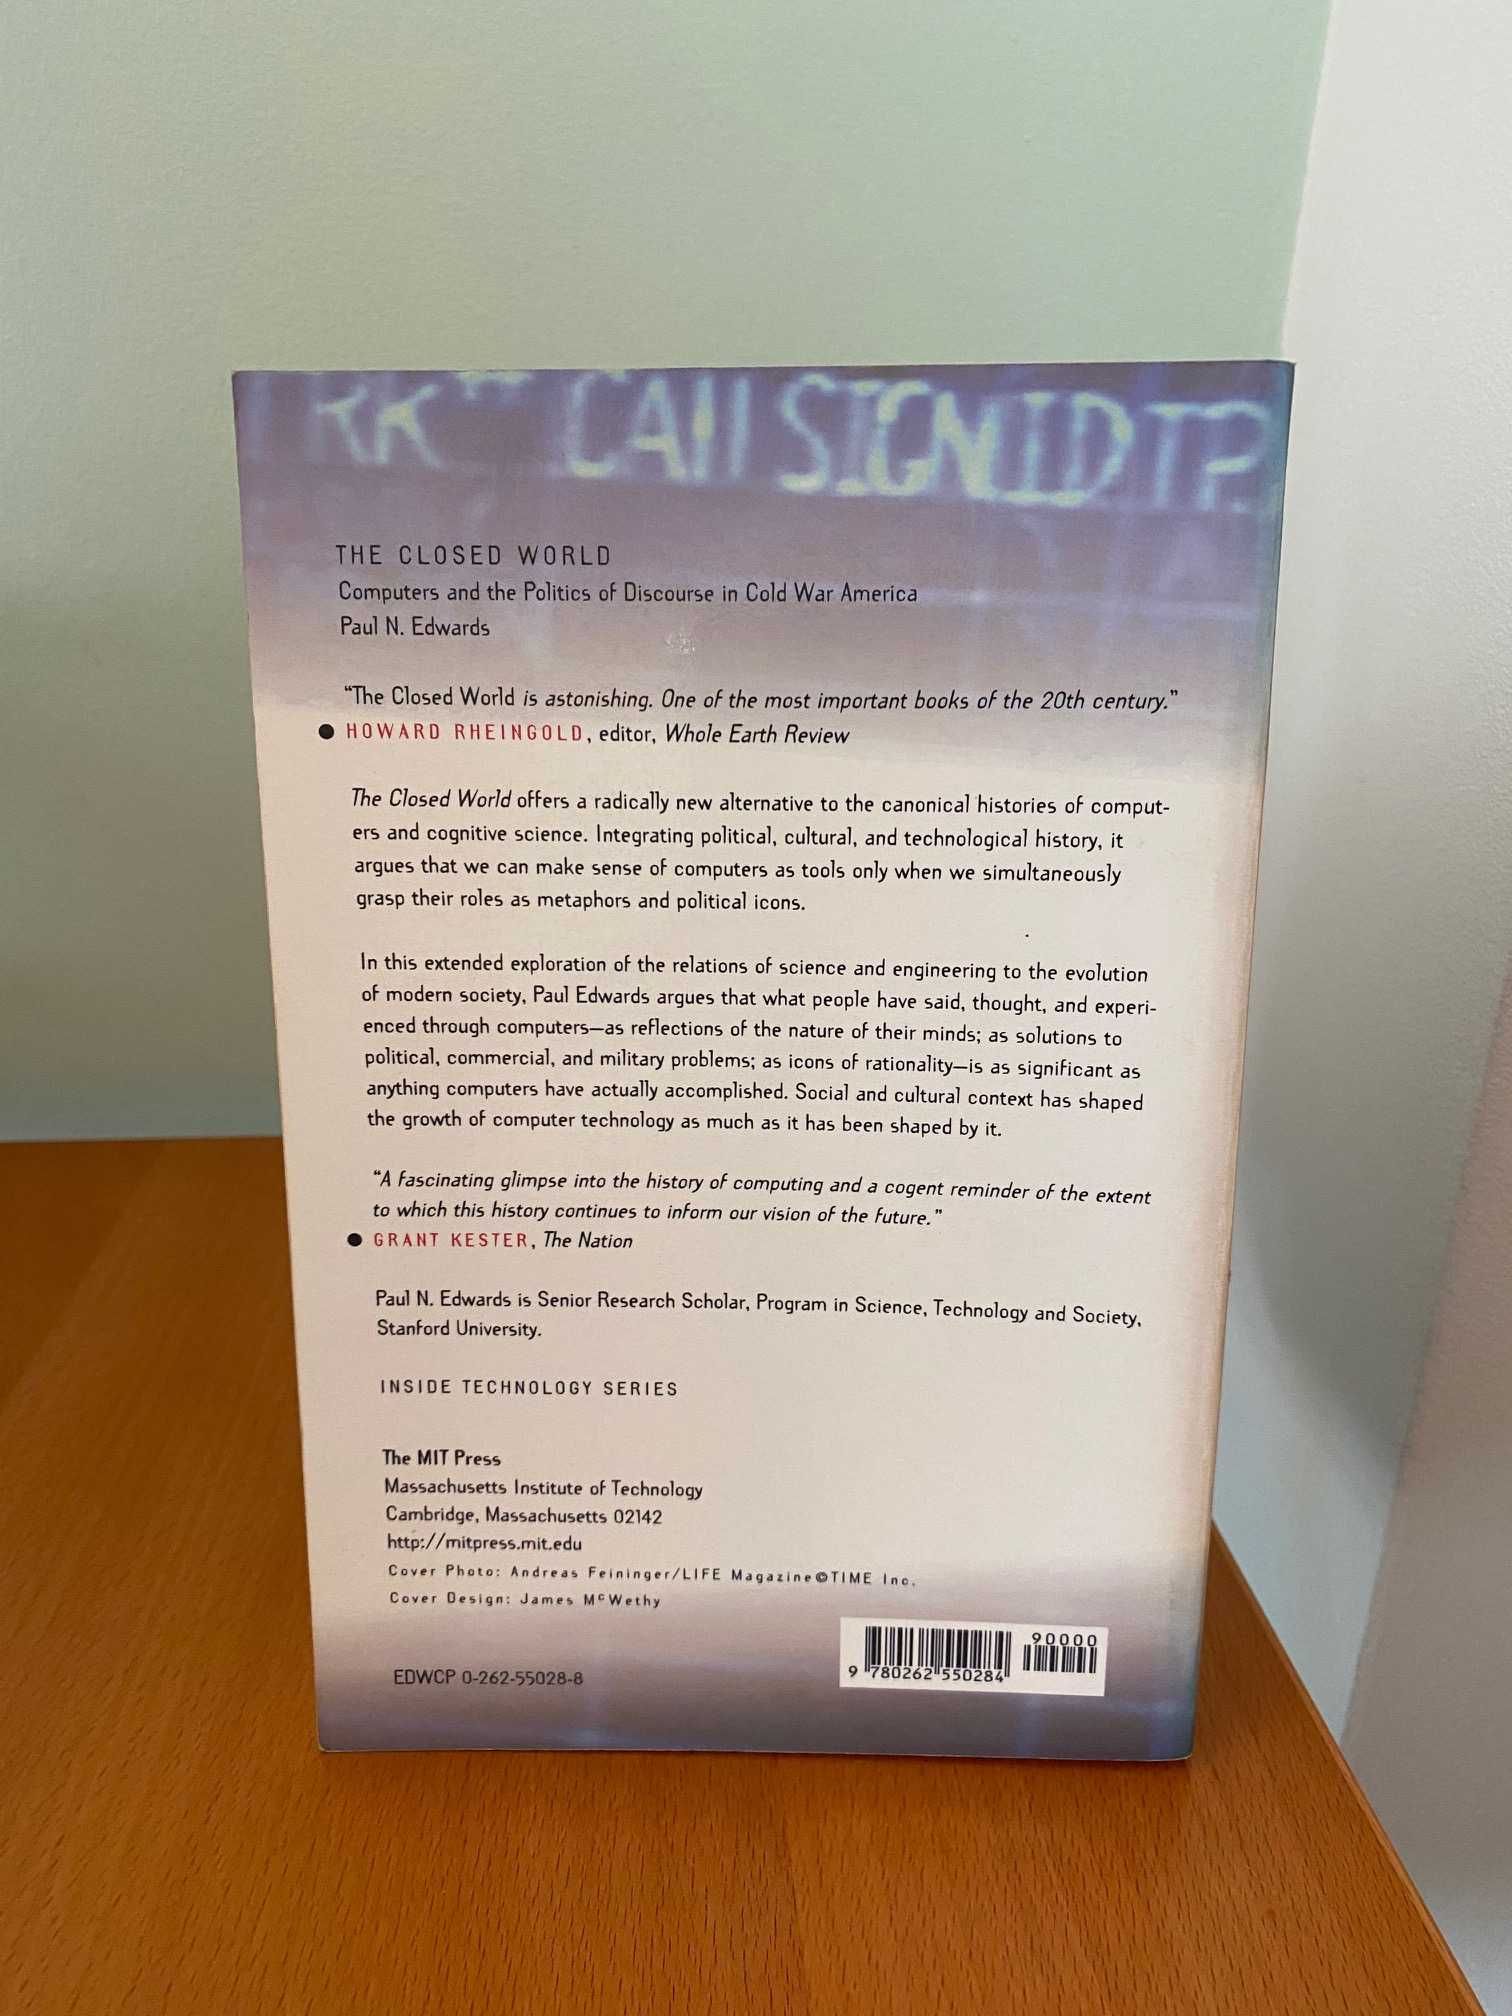 CAN SIGN
THE CLOSED WORLD
Computers and the Politics of Discourse in Cold War America
Paul N. Edwards
“The Closed World is astonishing. One of the most important books of the 20th century.”
● HOWARD RHEINGOLD, editor, Whole Earth Review
The Closed World offers a radically new alternative to the canonical histories of comput-
ers and cognitive science. Integrating political, cultural, and technological history, it
argues that we can make sense of computers as tools only when we simultaneously
grasp their roles as metaphors and political icons.
In this extended exploration of the relations of science and engineering to the evolution
of modern society, Paul Edwards argues that what people have said, thought, and experi-
enced through computers—as reflections of the nature of their minds; as solutions to
political, commercial, and military problems; as icons of rationality—is as significant as
anything computers have actually accomplished. Social and cultural context has shaped
the growth of computer technology as much as it has been shaped by it.
“A fascinating glimpse into the history of computing and a cogent reminder of the extent
to which this history continues to inform our vision of the future.”
● GRANT KESTER, The Nation
Paul N. Edwards is Senior Research Scholar, Program in Science, Technology and Society,
Stanford University.
INSIDE TECHNOLOGY SERIES
The MIT Press
Massachusetts Institute of Technology
Cambridge, Massachusetts 02142
http://mitpress.mit.edu
Cover Photo: Andreas Feininger/LIFE Magazine©TIME Inc.
Cover Design: James McWethy
90000
9 780262 550284
EDWCP 0-262-55028-8